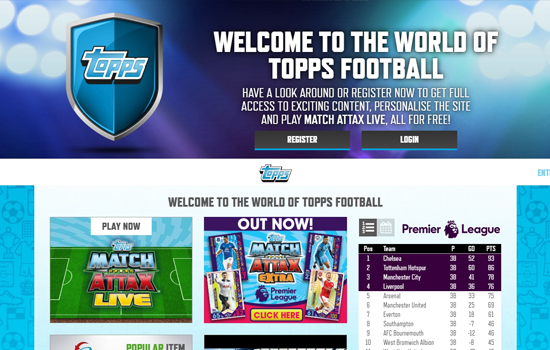 Topps
WELCOME TO THE WORLD OF
TOPPS FOOTBALL
HAVE A LOOK AROUND OR REGISTER NOW TO GET FULL
ACCESS TO EXCITING CONTENT, PERSONALISE THE SITE
AND PLAY MATCH ATTAX LIVE, ALL FOR FREE!
REGISTER
LOGIN
Topps
ENT
WELCOME TO THE WORLD OF TOPPS FOOTBALL
PLAY NOW
Topps
MATCH
ATTAX
LIVE
OUT NOW!
Topps
MATCH
ATTAX
EXTRA
Premier
League
CLICK HERE
Premier League
Pos Team P GD PTS
1 Chelsea 38 52 93
2 Tottenham Hotspur 38 60 86
3 Manchester City 38 41 78
4 Liverpool 38 36 76
5 Arsenal 38 33 75
6 Manchester United 38 25 69
7 Everton 38 18 61
8 Southampton 38 -7 46
9 AFC Bournemouth 38 -12 46
10 West Bromwich Albion 38 -8 45
POPULAR ITEM